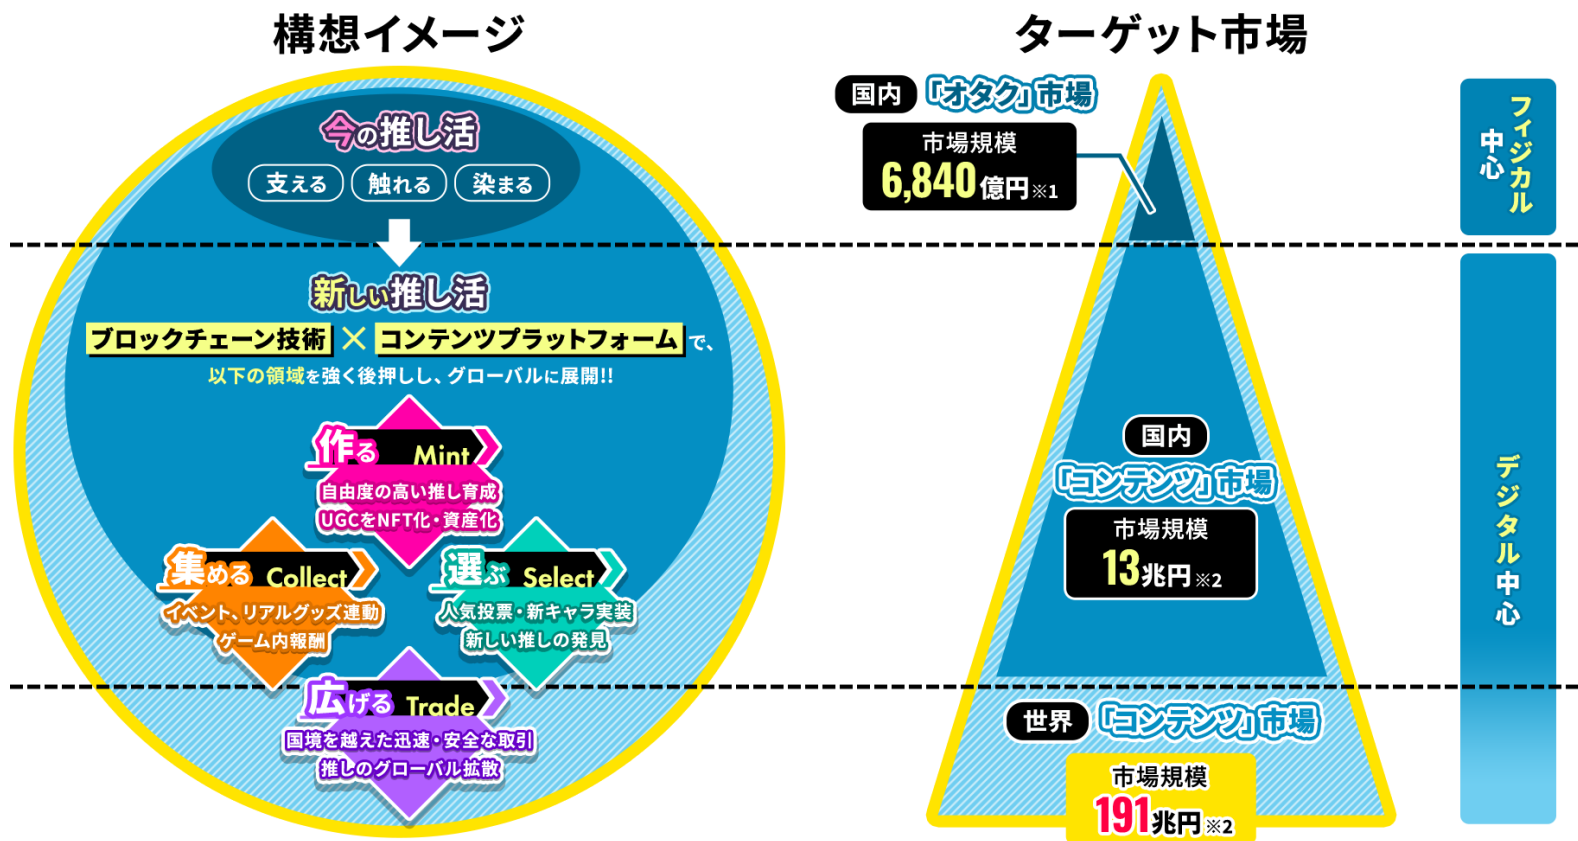 構想イメージ
今の推し活
支える
触れる
染まる
新しい推し活
ブロックチェーン技術 × コンテンツプラットフォームで、
以下の領域を強く後押しし、グローバルに展開!!
作る Mint
自由度の高い推し育成
UGCをNFT化・資産化
集める Collect
イベント、リアルグッズ連動
ゲーム内報酬
選ぶ Select
人気投票・新キャラ実装
新しい推しの発見
広げる Trade
国境を越えた迅速・安全な取引
推しのグローバル拡散
ターゲット市場
国内 「オタク」市場
市場規模
6,840億円※1
国内
「コンテンツ」市場
市場規模
13兆円※2
世界 「コンテンツ」市場
市場規模
191兆円※2
フィジカル
中心
デジタル中心